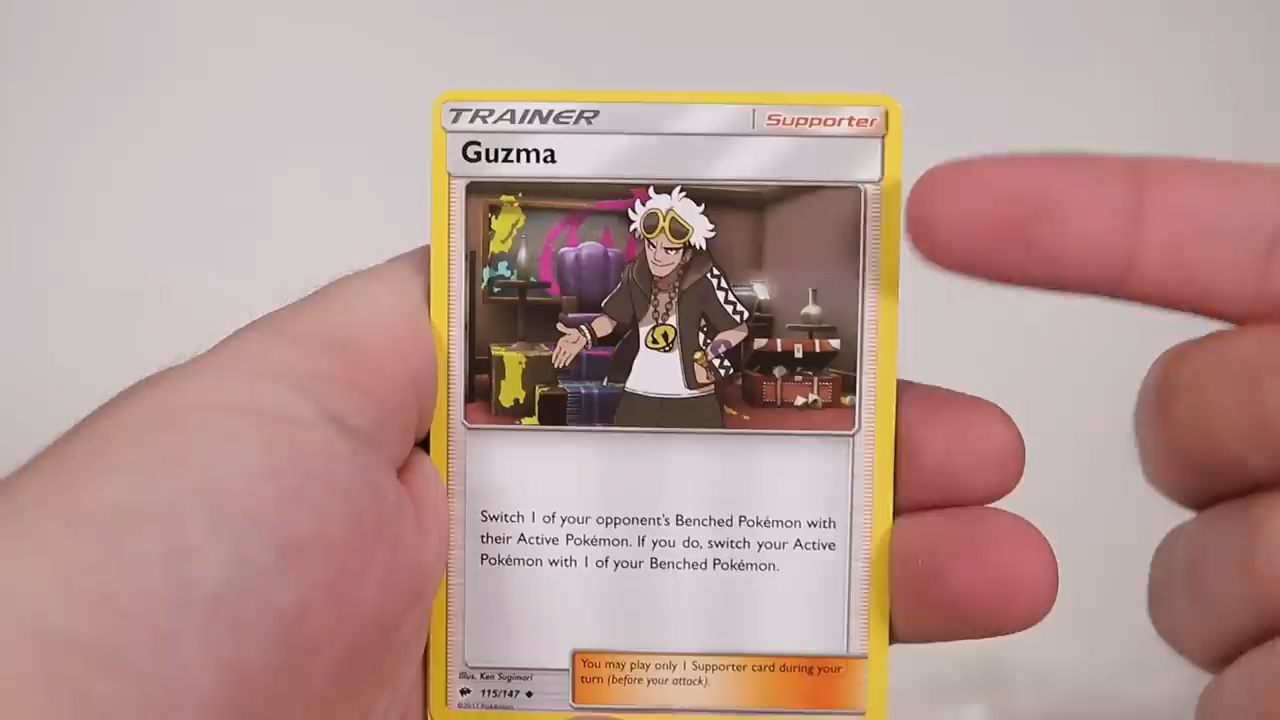 TRAINER
Supporter
Guzma
Switch 1 of your opponent's Benched Pokémon with
their Active Pokémon. If you do, switch your Active
Pokémon with 1 of your Benched Pokémon.
You may play only 1 Supporter card during your
turn (before your attack).
Illus. Ken Sugimori
115/147
©2017 Pokémon